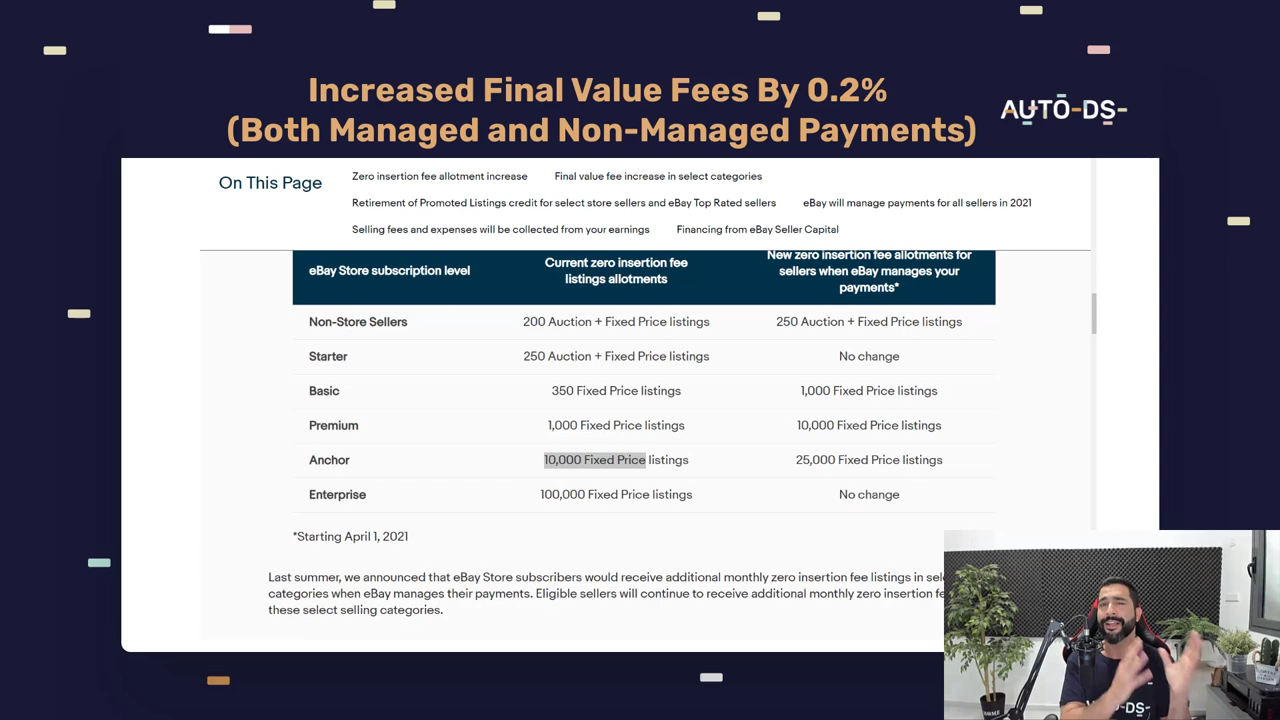 Increased Final Value Fees By 0.2%
(Both Managed and Non-Managed Payments)
AUTO-DS-
On This Page
Zero insertion fee allotment increase
Final value fee increase in select categories
Retirement of Promoted Listings credit for select store sellers and eBay Top Rated sellers
eBay will manage payments for all sellers in 2021
Selling fees and expenses will be collected from your earnings
Financing from eBay Seller Capital
eBay Store subscription level
Current zero insertion fee
listings allotments
New zero insertion fee allotments for
sellers when eBay manages your
payments*
Non-Store Sellers
200 Auction + Fixed Price listings
250 Auction + Fixed Price listings
Starter
250 Auction + Fixed Price listings
No change
Basic
350 Fixed Price listings
1,000 Fixed Price listings
Premium
1,000 Fixed Price listings
10,000 Fixed Price listings
Anchor
10,000 Fixed Price listings
25,000 Fixed Price listings
Enterprise
100,000 Fixed Price listings
No change
*Starting April 1, 2021
Last summer, we announced that eBay Store subscribers would receive additional monthly zero insertion fee listings in
categories when eBay manages their payments. Eligible sellers will continue to receive additional monthly zero insertion
these select selling categories.
AUTO-DS-